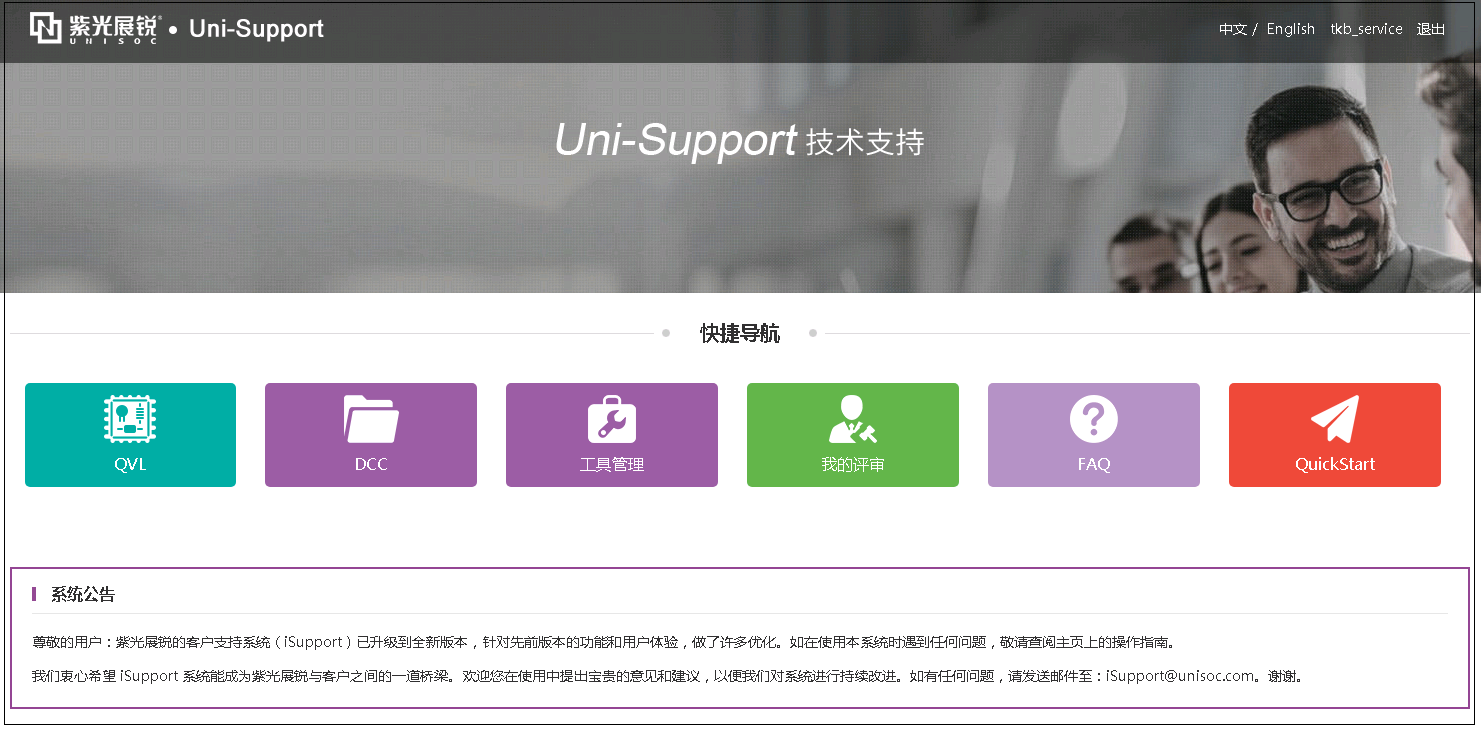 紫光展锐 UNISOC • Uni-Support
中文 / English tkb_service 退出
Uni-Support 技术支持
快捷导航
QVL
DCC
工具管理
我的评审
FAQ
QuickStart
系统公告
尊敬的用户：紫光展锐的客户支持系统（iSupport）已升级到全新版本，针对先前版本的功能和用户体验，做了许多优化。如在使用本系统时遇到任何问题，敬请查阅主页上的操作指南。
我们衷心希望 iSupport 系统能成为紫光展锐与客户之间的一道桥梁。欢迎您在使用中提出宝贵的意见和建议，以便我们对系统进行持续改进。如有任何问题，请发送邮件至：iSupport@unisoc.com。谢谢。